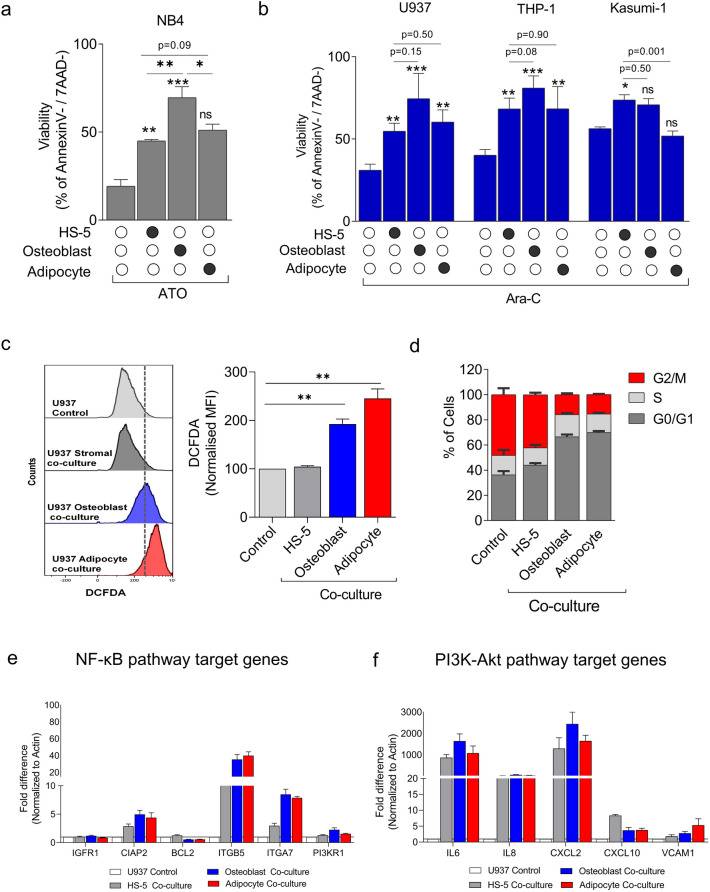 a
NB4
p=0.09
** *
***
**
ns
Viability
(% of AnnexinV- / 7AAD-)
100
50
0
HS-5
Osteoblast
Adipocyte
ATO
b
U937 THP-1 Kasumi-1
p=0.50 p=0.90 p=0.001
p=0.15 p=0.08 p=0.50
** *** ** ** *** ** * ns ns
Viability
(% of AnnexinV- / 7AAD-)
100
50
0
HS-5
Osteoblast
Adipocyte
Ara-C
c
U937
Control
U937 Stromal
co-culture
U937 Osteoblast
co-culture
U937 Adipocyte
co-culture
Counts
DCFDA
DCFDA
(Normalised MFI)
300
250
200
150
100
0
**
**
Control
HS-5
Osteoblast
Adipocyte
Co-culture
d
% of Cells
120
100
80
60
40
20
0
G2/M
S
G0/G1
Control
HS-5
Osteoblast
Adipocyte
Co-culture
e
NF-κB pathway target genes
Fold difference
(Normalized to Actin)
100
80
60
40
20
10
5
0
IGFR1 CIAP2 BCL2 ITGB5 ITGA7 PI3KR1
U937 Control Osteoblast Co-culture
HS-5 Co-culture Adipocyte Co-culture
f
PI3K-Akt pathway target genes
Fold difference
(Normalized to Actin)
3000
2000
1000
20
15
10
5
0
IL6 IL8 CXCL2 CXCL10 VCAM1
U937 Control Osteoblast Co-culture
HS-5 Co-culture Adipocyte Co-culture